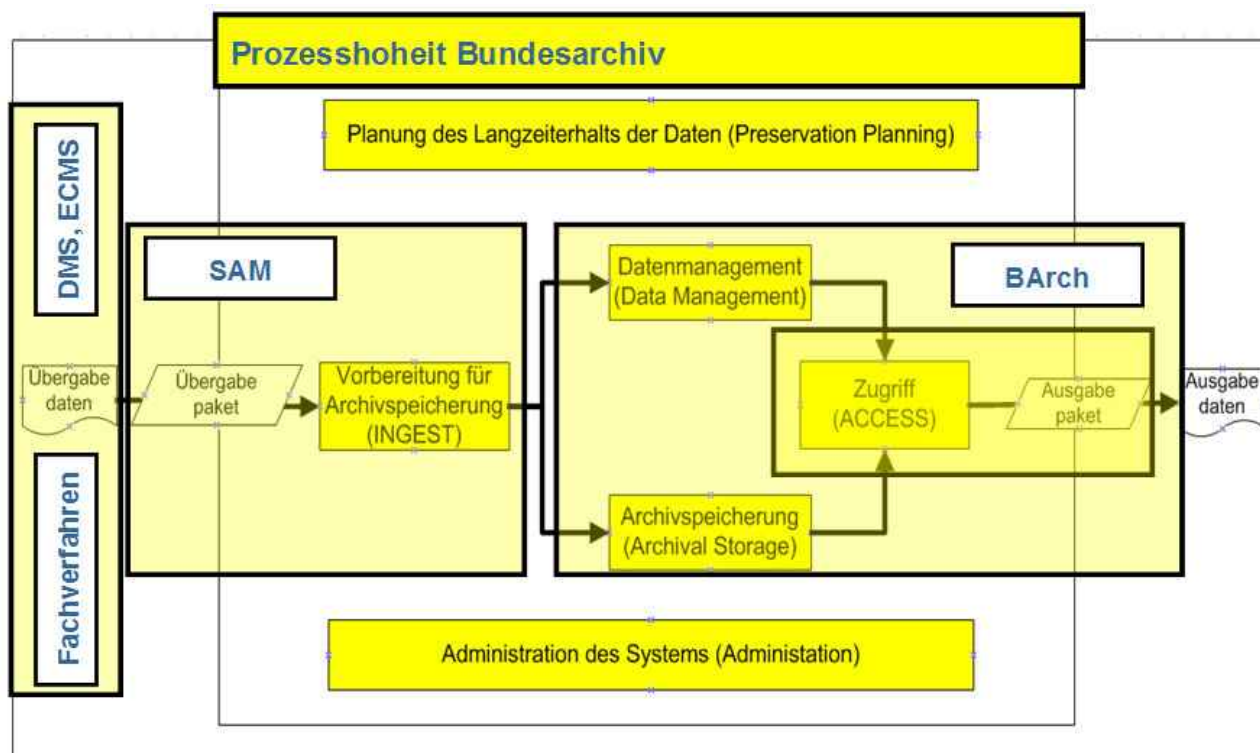 Prozesshoheit Bundesarchiv
Planung des Langzeiterhalts der Daten (Preservation Planning)
DMS, ECMS
SAM
Übergabe
daten
Übergabe
paket
Vorbereitung für
Archivspeicherung
(INGEST)
Datenmanagement
(Data Management)
BArch
Zugriff
(ACCESS)
Ausgabe
paket
Ausgabe
daten
Archivspeicherung
(Archival Storage)
Fachverfahren
Administration des Systems (Administation)